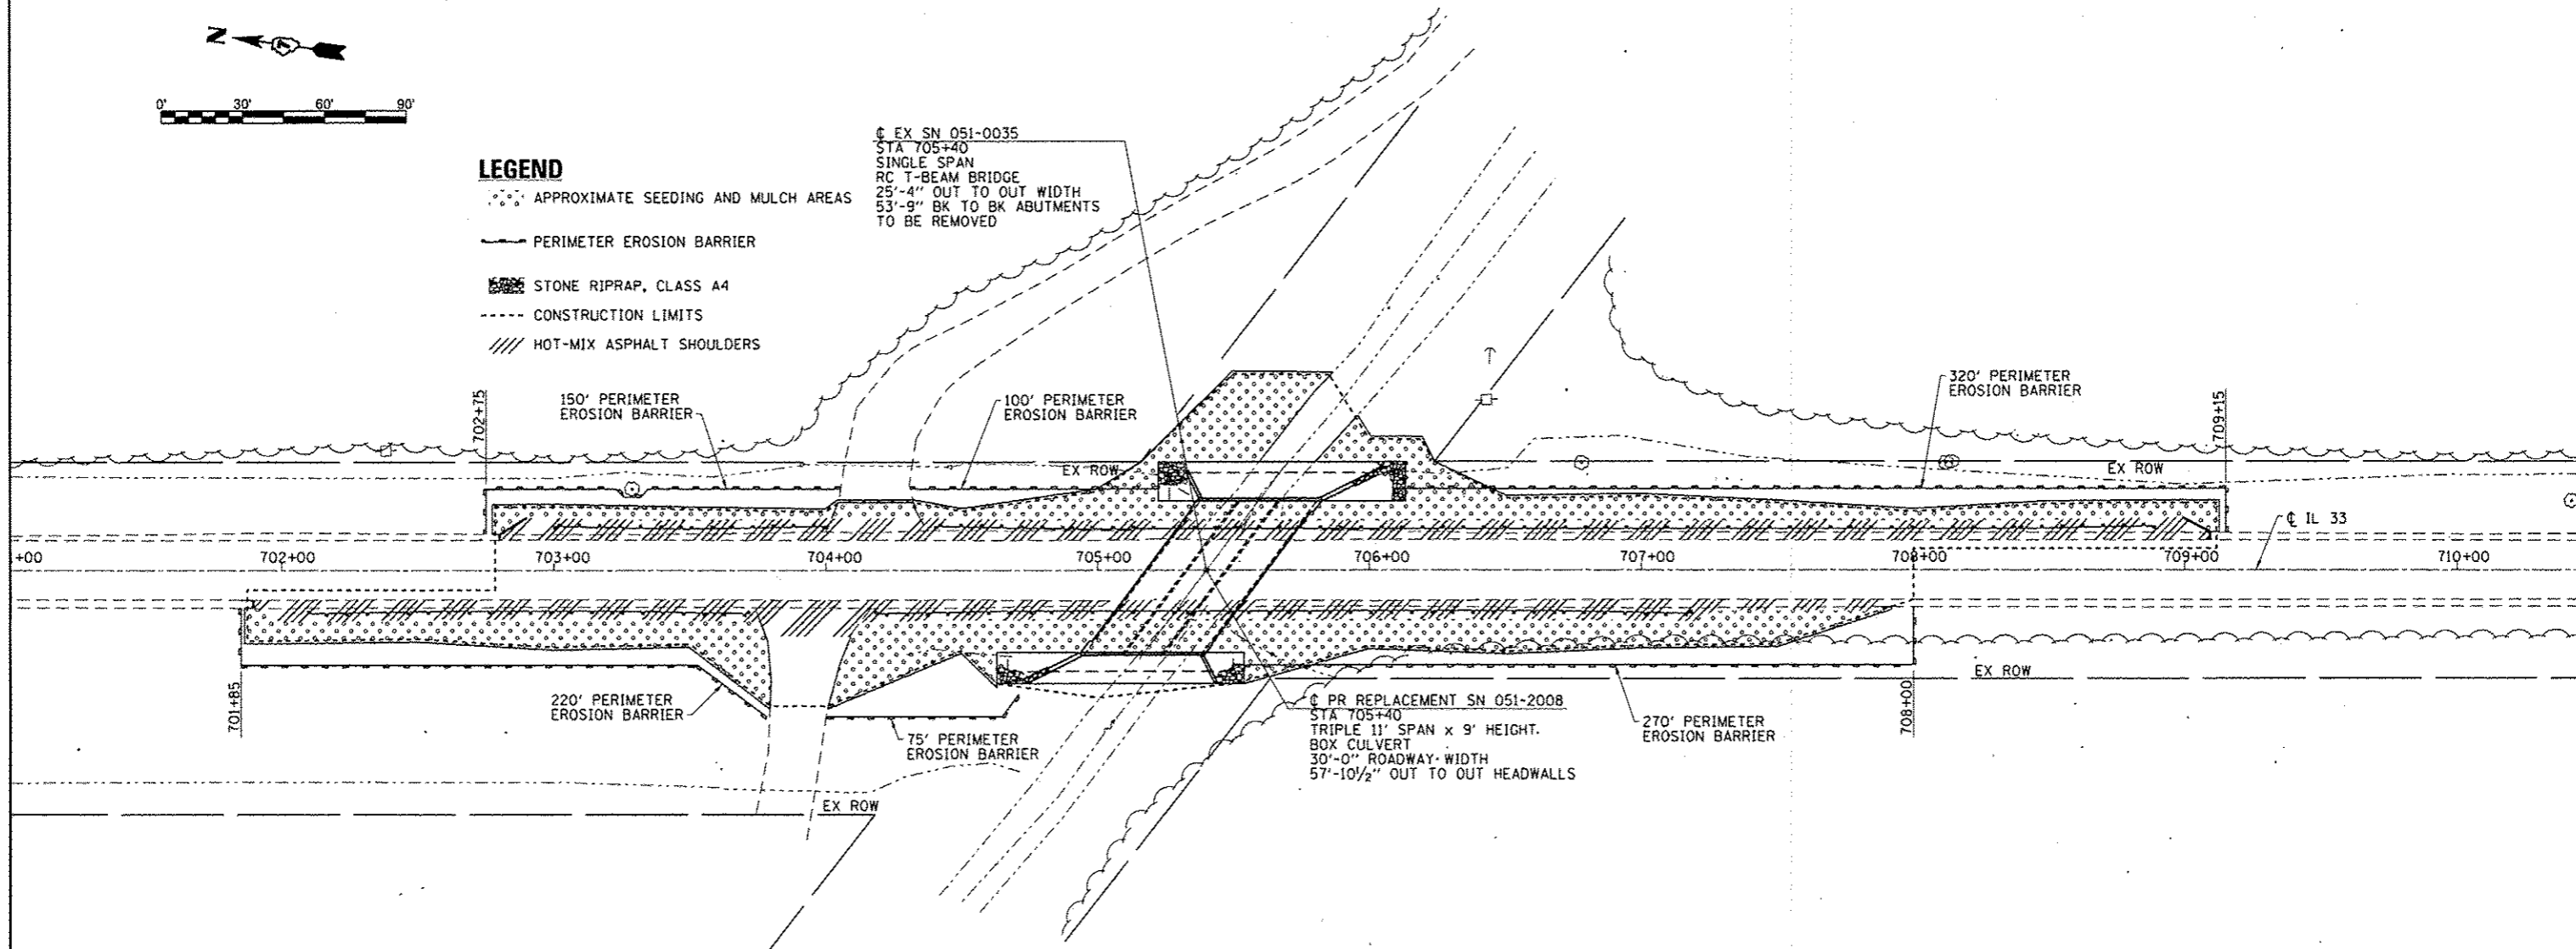 N
0' 30' 60' 90'
LEGEND
APPROXIMATE SEEDING AND MULCH AREAS
PERIMETER EROSION BARRIER
STONE RIPRAP, CLASS A4
CONSTRUCTION LIMITS
HOT-MIX ASPHALT SHOULDERS
℄ EX SN 051-0035
STA 705+40
SINGLE SPAN
RC T-BEAM BRIDGE
25'-4" OUT TO OUT WIDTH
53'-9" BK TO BK ABUTMENTS
TO BE REMOVED
702+75
150' PERIMETER
EROSION BARRIER
100' PERIMETER
EROSION BARRIER
320' PERIMETER
EROSION BARRIER
709+15
EX ROW
EX ROW
℄ IL 33
+00 702+00 703+00 704+00 705+00 706+00 707+00 708+00 709+00 710+00
701+85
220' PERIMETER
EROSION BARRIER
75' PERIMETER
EROSION BARRIER
℄ PR REPLACEMENT SN 051-2008
STA 705+40
TRIPLE 11' SPAN x 9' HEIGHT.
BOX CULVERT
30'-0" ROADWAY WIDTH
57'-10½" OUT TO OUT HEADWALLS
270' PERIMETER
EROSION BARRIER
708+00
EX ROW
EX ROW